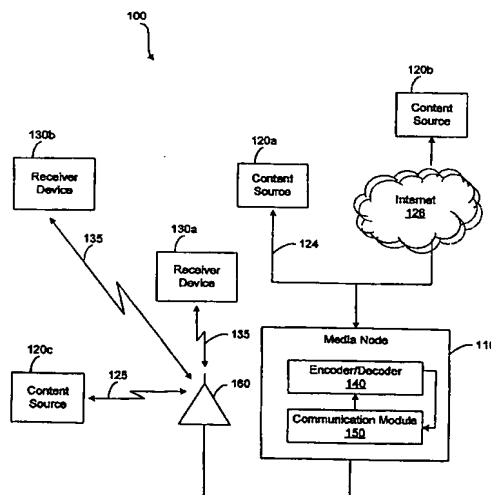 100
120b
Content
Source
130b
Receiver
Device
120a
Content
Source
Internet
126
130a
Receiver
Device
135
124
135
Media Node
110
Encoder/Decoder
140
120c
Content
Source
125
160
Communication Module
150